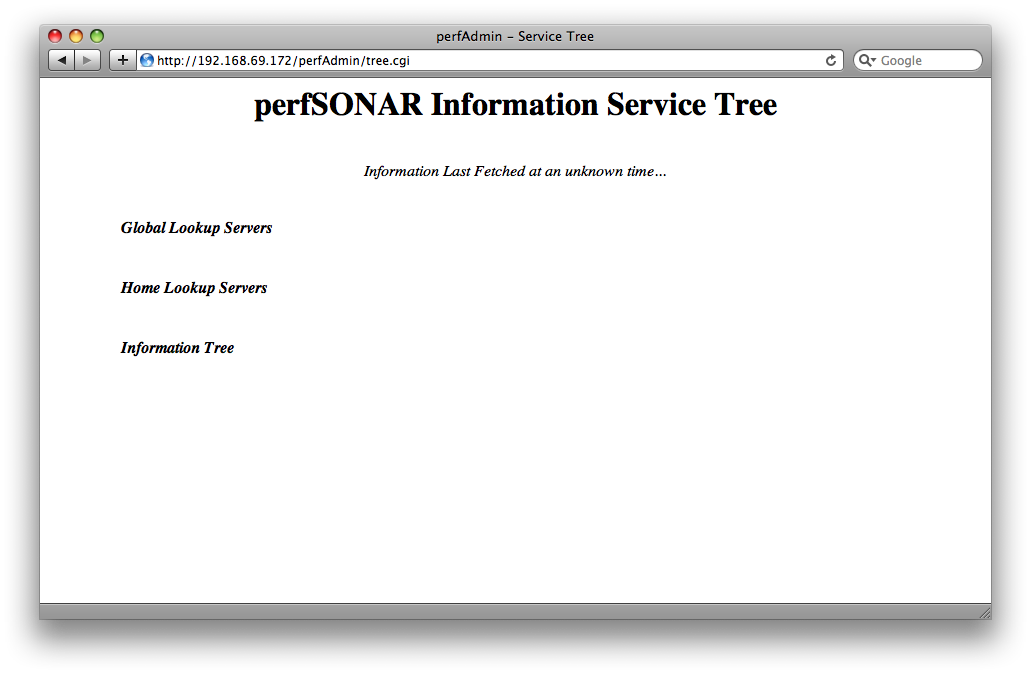 perfAdmin – Service Tree
http://192.168.69.172/perfAdmin/tree.cgi
Google
perfSONAR Information Service Tree
Information Last Fetched at an unknown time...
Global Lookup Servers
Home Lookup Servers
Information Tree